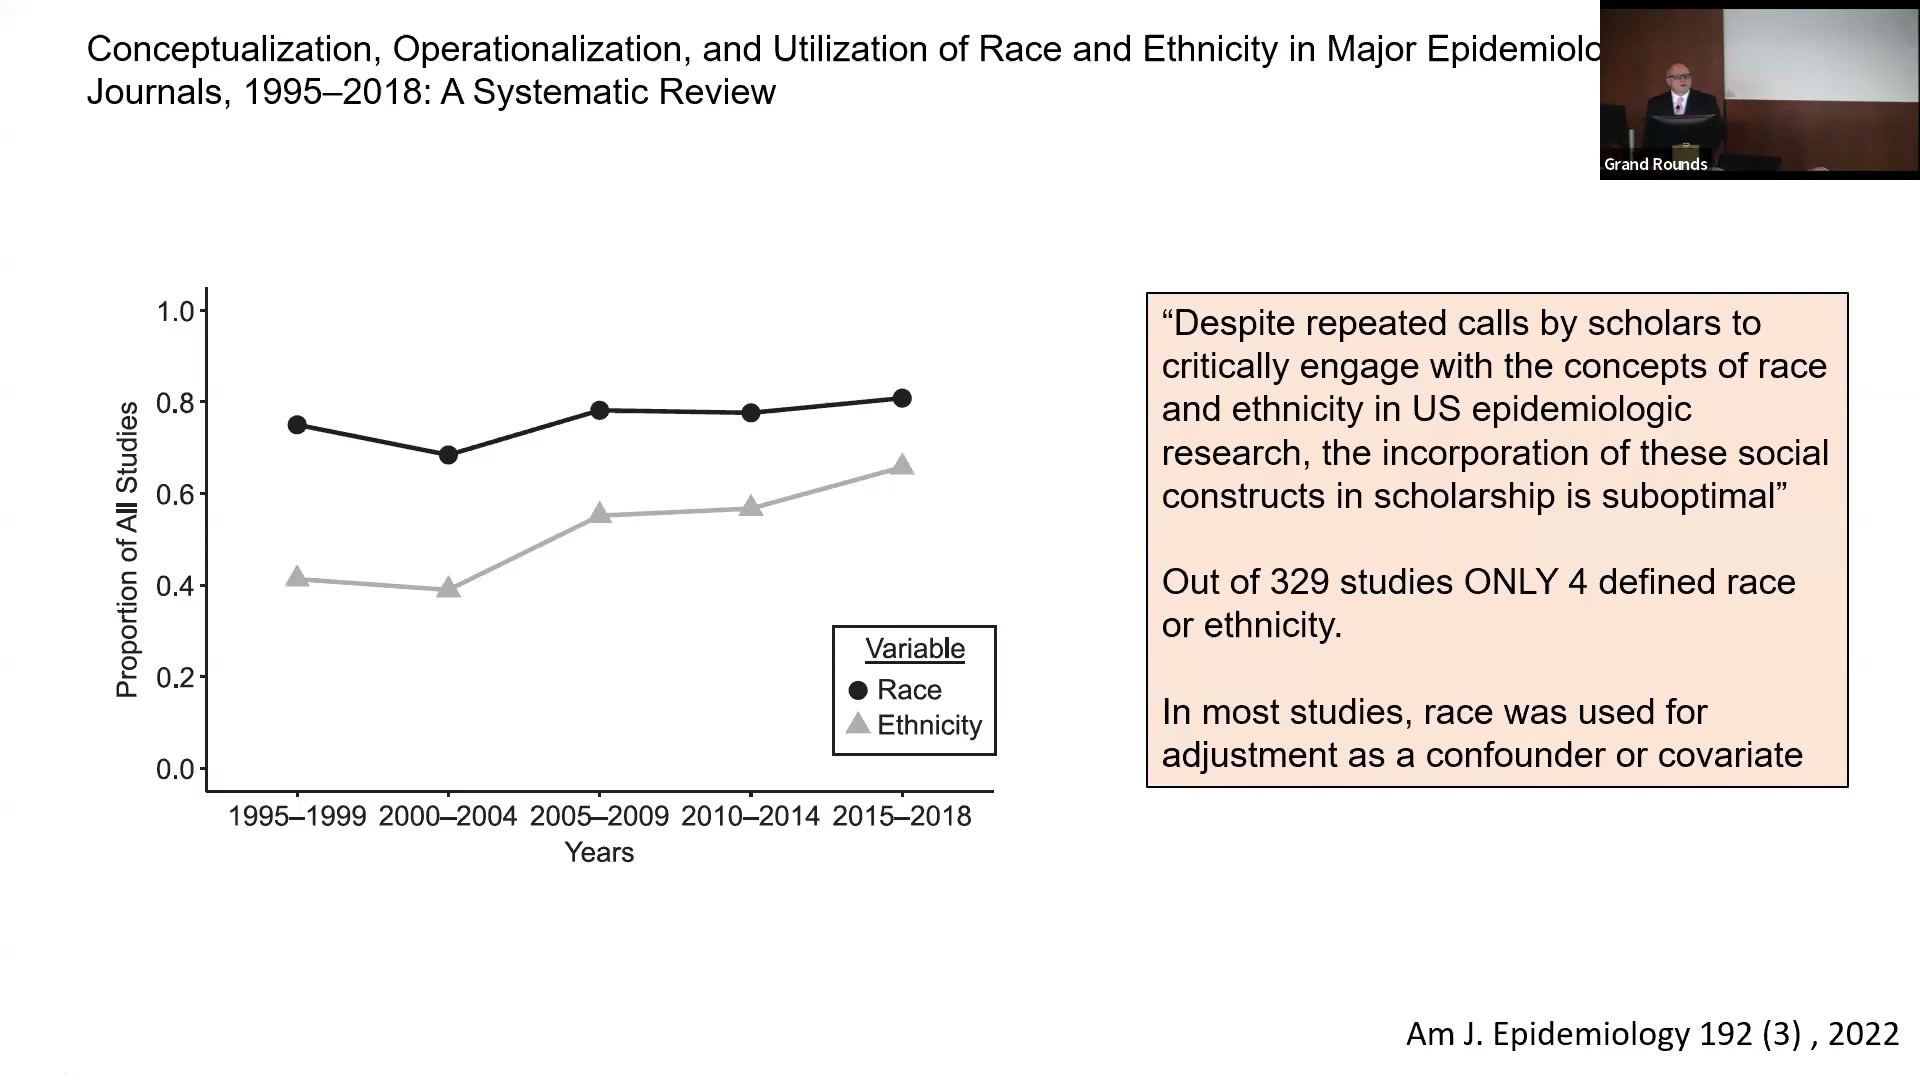 Conceptualization, Operationalization, and Utilization of Race and Ethnicity in Major Epidemiolo
Journals, 1995–2018: A Systematic Review
Grand Rounds
1.0
0.8
0.6
0.4
0.2
0.0
Proportion of All Studies
Variable
Race
Ethnicity
1995–1999 2000–2004 2005–2009 2010–2014 2015–2018
Years
“Despite repeated calls by scholars to
critically engage with the concepts of race
and ethnicity in US epidemiologic
research, the incorporation of these social
constructs in scholarship is suboptimal”
Out of 329 studies ONLY 4 defined race
or ethnicity.
In most studies, race was used for
adjustment as a confounder or covariate
Am J. Epidemiology 192 (3) , 2022